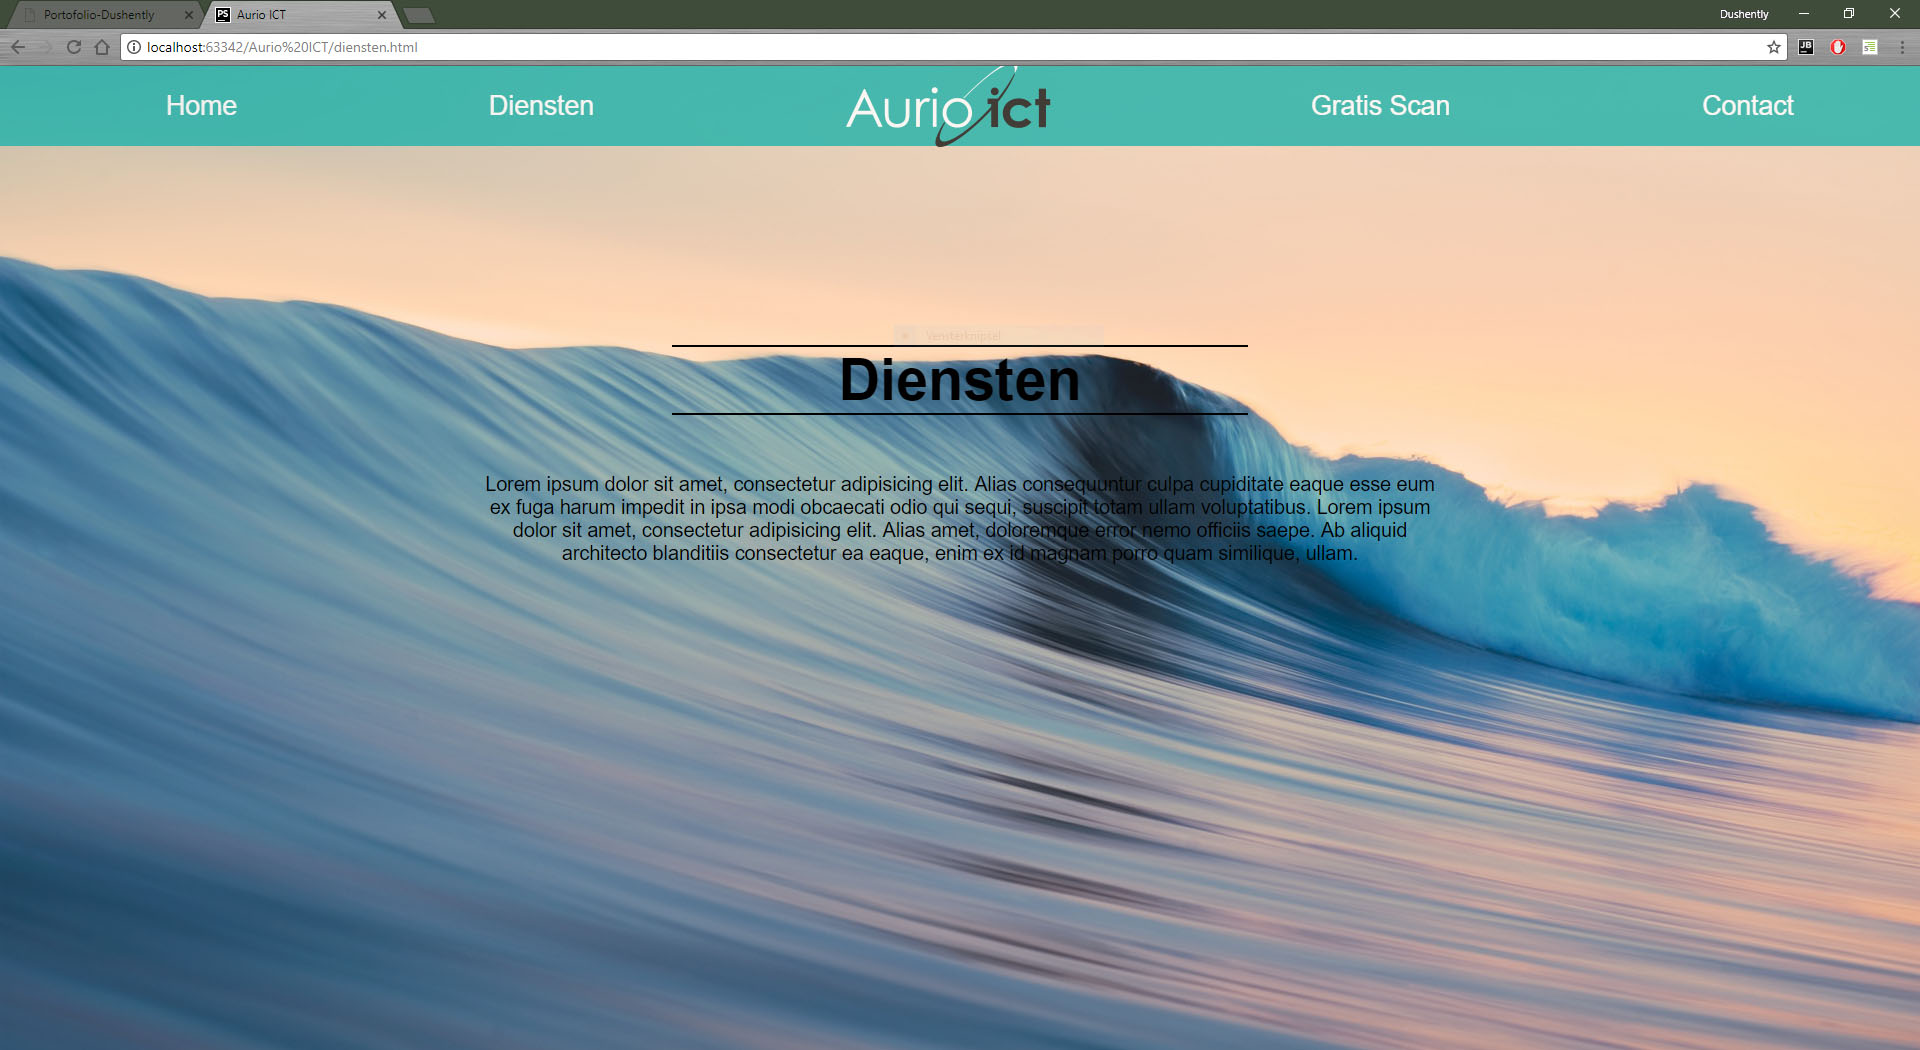 Portofolio-Dushently
PS Aurio ICT
Dushently
localhost:63342/Aurio%20ICT/diensten.html
JB
Home
Diensten
Aurio ict
Gratis Scan
Contact
Vensterknipsel
Diensten
Lorem ipsum dolor sit amet, consectetur adipisicing elit. Alias consequuntur culpa cupiditate eaque esse eum
ex fuga harum impedit in ipsa modi obcaecati odio qui sequi, suscipit totam ullam voluptatibus. Lorem ipsum
dolor sit amet, consectetur adipisicing elit. Alias amet, doloremque error nemo officiis saepe. Ab aliquid
architecto blanditiis consectetur ea eaque, enim ex id magnam porro quam similique, ullam.